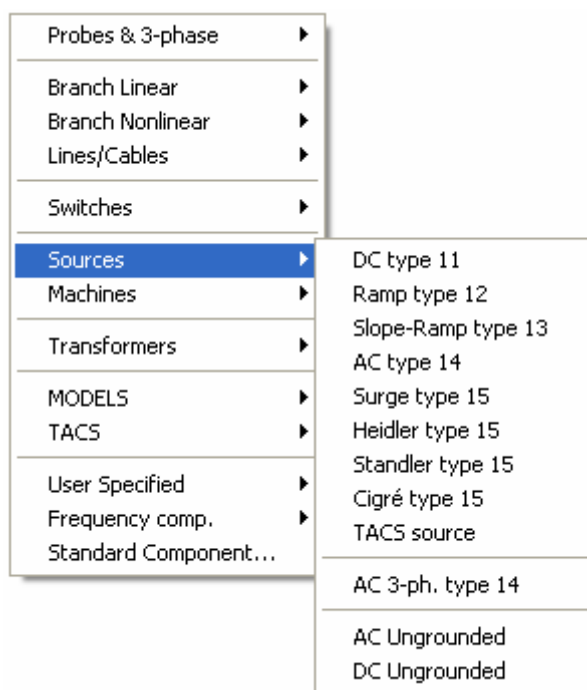 Probes & 3-phase
Branch Linear
Branch Nonlinear
Lines/Cables
Switches
Sources
Machines
Transformers
MODELS
TACS
User Specified
Frequency comp.
Standard Component...
DC type 11
Ramp type 12
Slope-Ramp type 13
AC type 14
Surge type 15
Heidler type 15
Standler type 15
Cigré type 15
TACS source
AC 3-ph. type 14
AC Ungrounded
DC Ungrounded